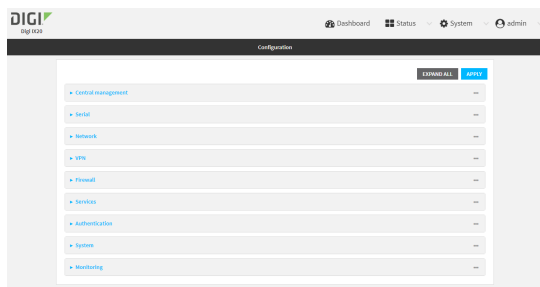 DIGI
Digi IX20
Dashboard Status System admin
Configuration
EXPAND ALL APPLY
Central management
Serial
Network
VPN
Firewall
Services
Authentication
System
Monitoring